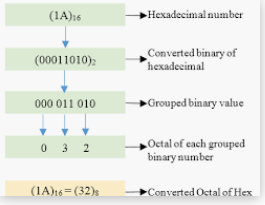 (1A)₁₆ Hexadecimal number
(00011010)₂ Converted binary of
hexadecimal
000 011 010 Grouped binary value
0 3 2 Octal of each grouped
binary number
(1A)₁₆ = (32)₈ Converted Octal of Hex